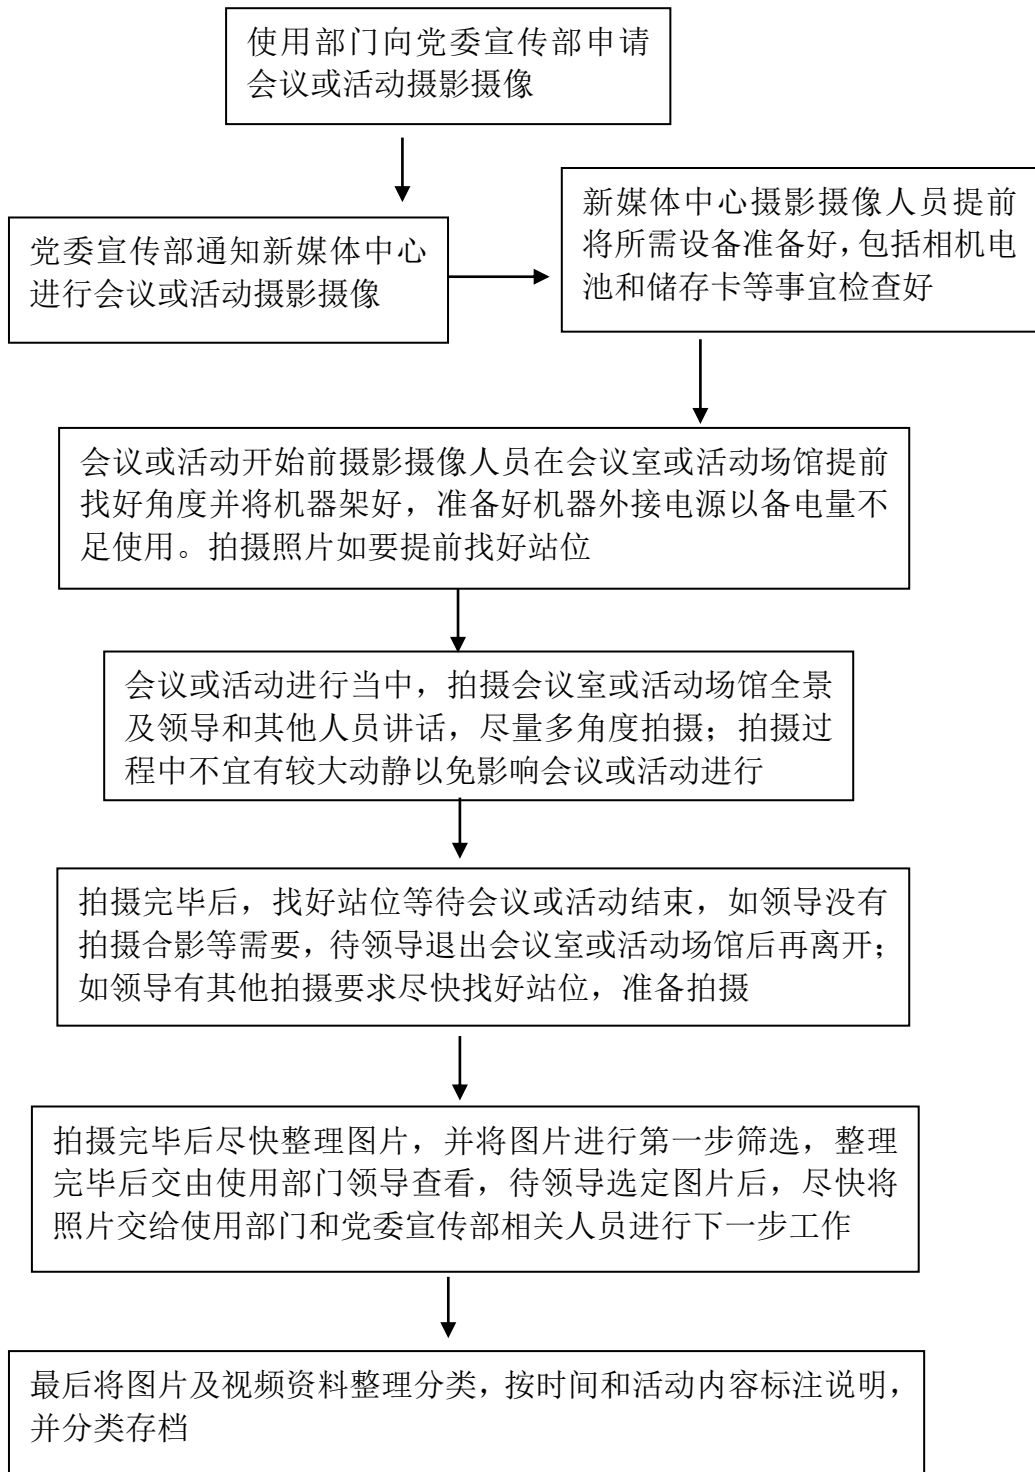 使用部门向党委宣传部申请
会议或活动摄影摄像
党委宣传部通知新媒体中心
进行会议或活动摄影摄像
新媒体中心摄影摄像人员提前
将所需设备准备好，包括相机电
池和储存卡等事宜检查好
会议或活动开始前摄影摄像人员在会议室或活动场馆提前
找好角度并将机器架好，准备好机器外接电源以备电量不
足使用。拍摄照片如要提前找好站位
会议或活动进行当中，拍摄会议室或活动场馆全景
及领导和其他人员讲话，尽量多角度拍摄；拍摄过
程中不宜有较大动静以免影响会议或活动进行
拍摄完毕后，找好站位等待会议或活动结束，如领导没有
拍摄合影等需要，待领导退出会议室或活动场馆后再离开；
如领导有其他拍摄要求尽快找好站位，准备拍摄
拍摄完毕后尽快整理图片，并将图片进行第一步筛选，整理
完毕后交由使用部门领导查看，待领导选定图片后，尽快将
照片交给使用部门和党委宣传部相关人员进行下一步工作
最后将图片及视频资料整理分类，按时间和活动内容标注说明，
并分类存档